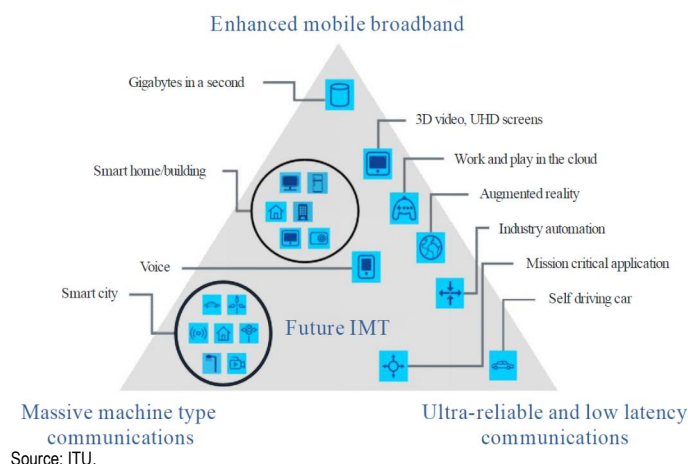 Enhanced mobile broadband
Gigabytes in a second
3D video, UHD screens
Smart home/building
Work and play in the cloud
Augmented reality
Industry automation
Voice
Mission critical application
Smart city
Self driving car
Future IMT
Massive machine type
communications
Ultra-reliable and low latency
communications
Source: ITU.